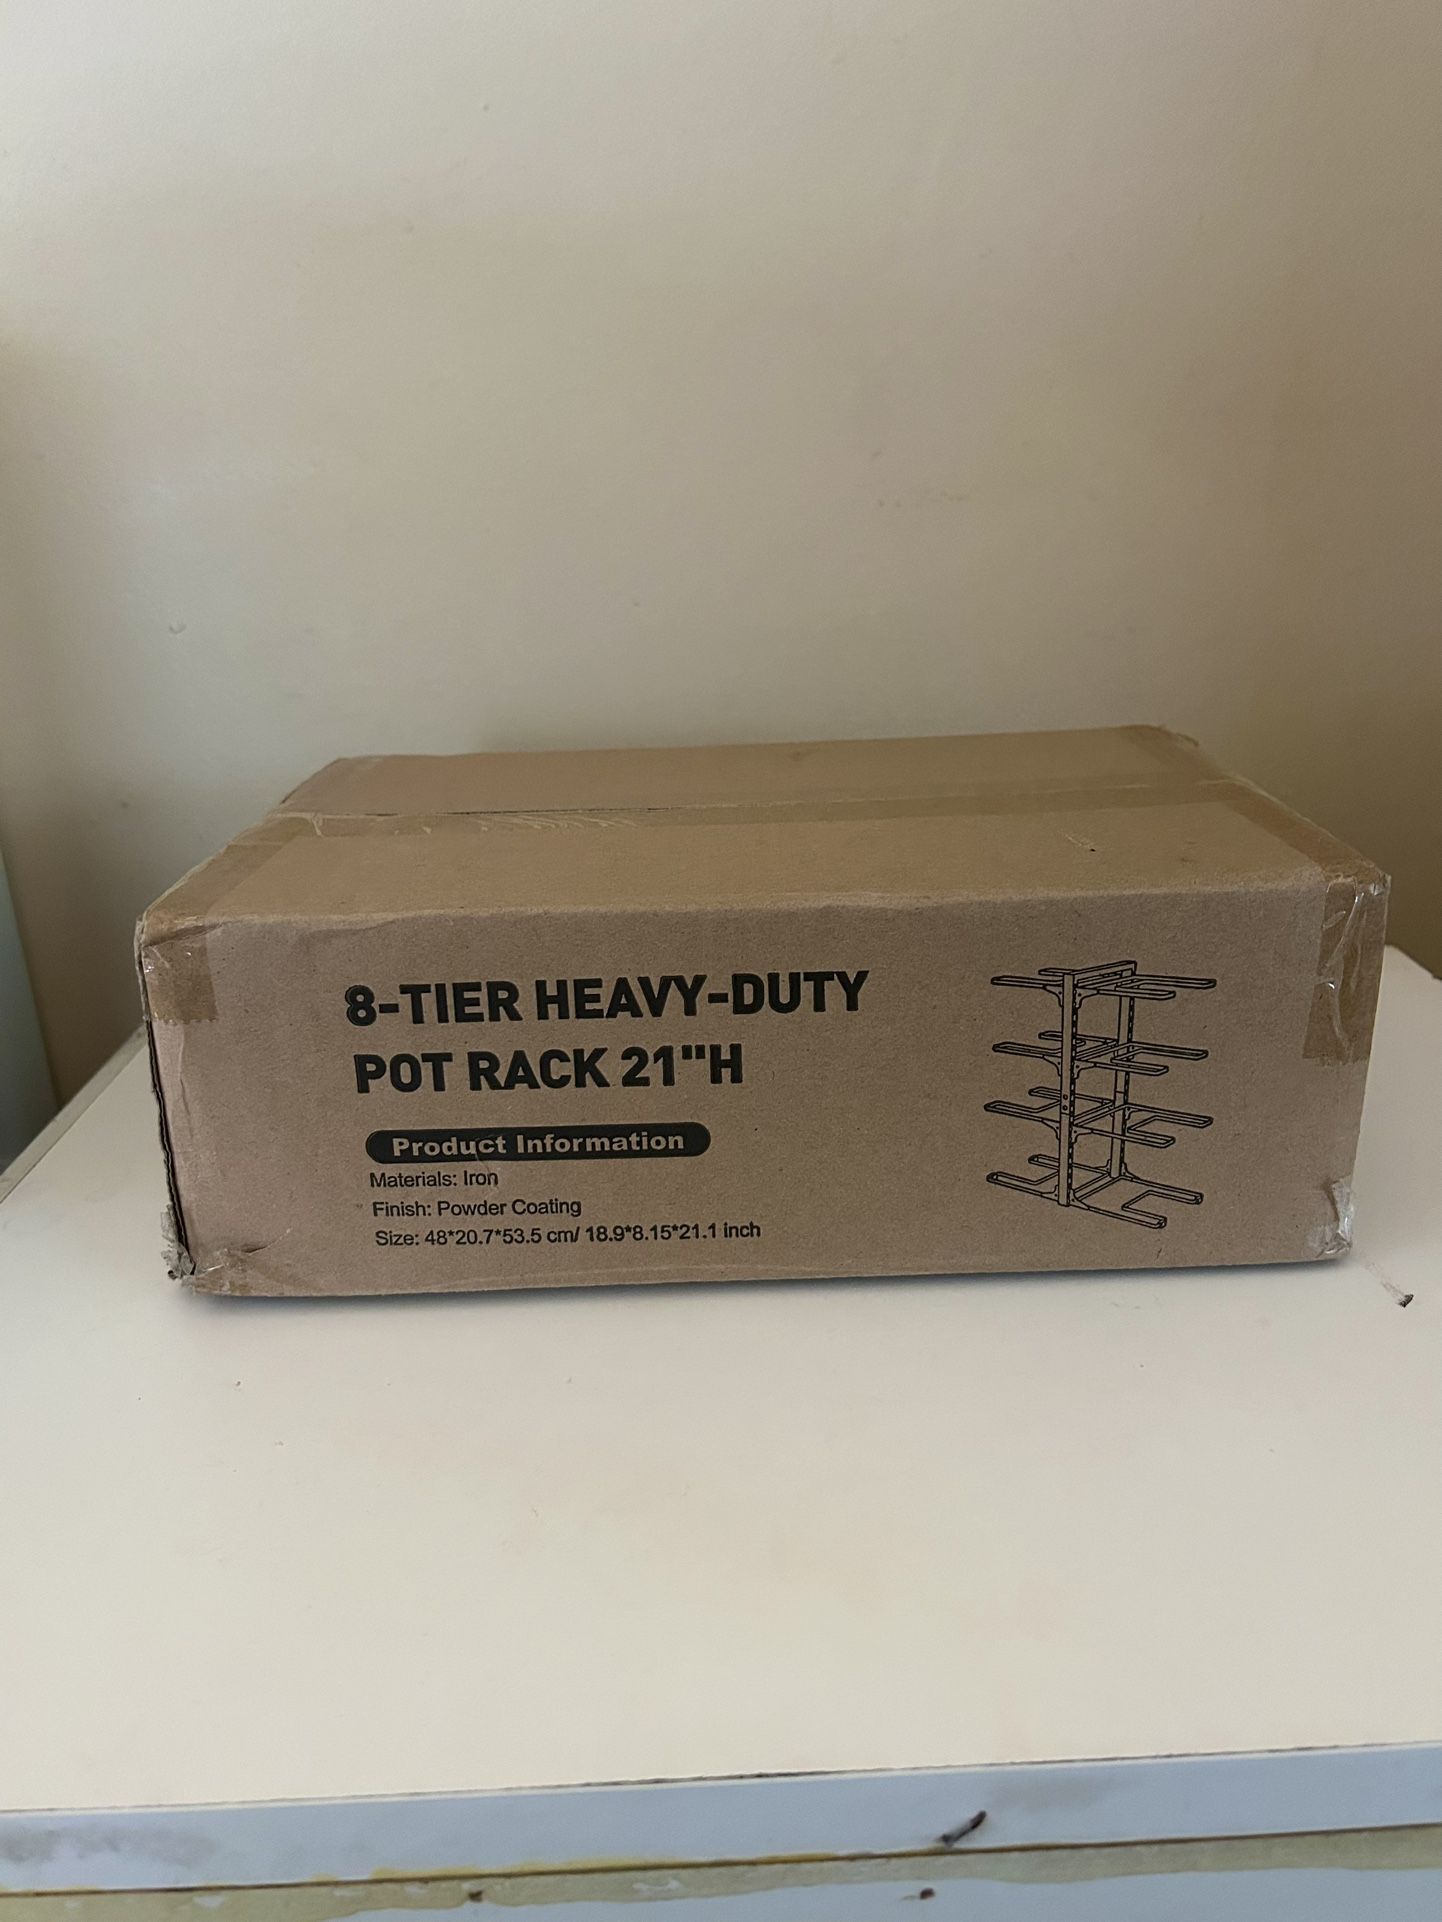 8-TIER HEAVY-DUTY
POT RACK 21"H
Product Information
Materials: Iron
Finish: Powder Coating
Size: 48*20.7*53.5 cm/ 18.9*8.15*21.1 inch